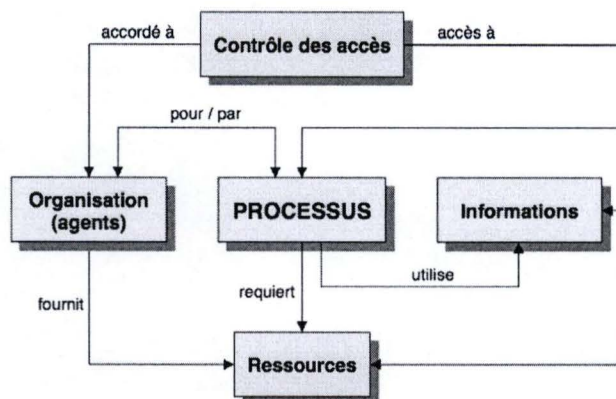 accordé à
Contrôle des accès
accès à
pour / par
Organisation
(agents)
PROCESSUS
Informations
utilise
fournit
requiert
Ressources